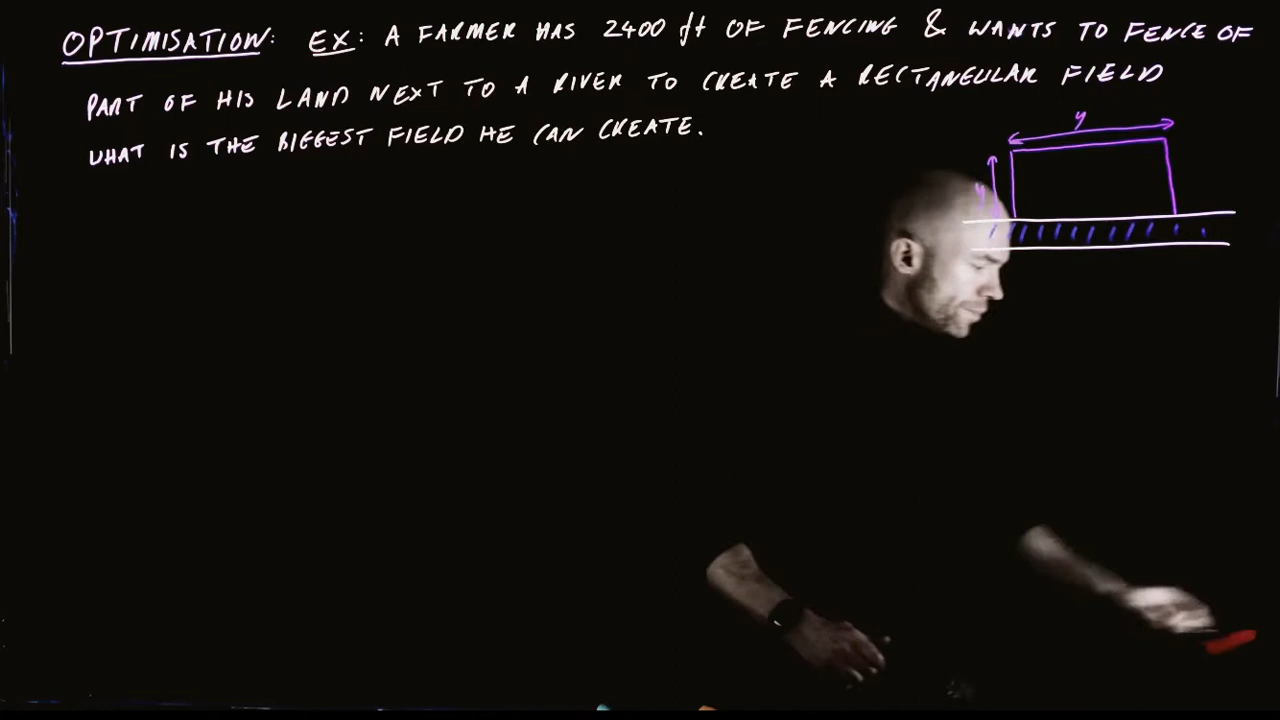 OPTIMISATION: EX: A FARMER HAS 2400 ft OF FENCING & WANTS TO FENCE OF
PART OF HIS LAND NEXT TO A RIVER TO CREATE A RECTANGULAR FIELD
WHAT IS THE BIGGEST FIELD HE CAN CREATE.
y